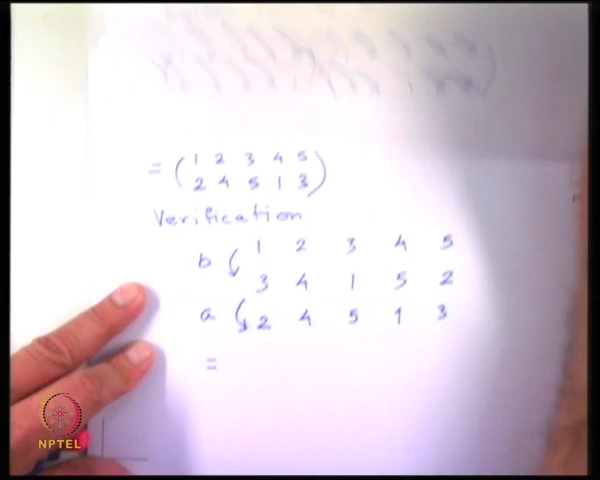 = ( 1 2 3 4 5
2 4 5 1 3 )
Verification
b 1 2 3 4 5
3 4 1 5 2
a 2 4 5 1 3
=
NPTEL